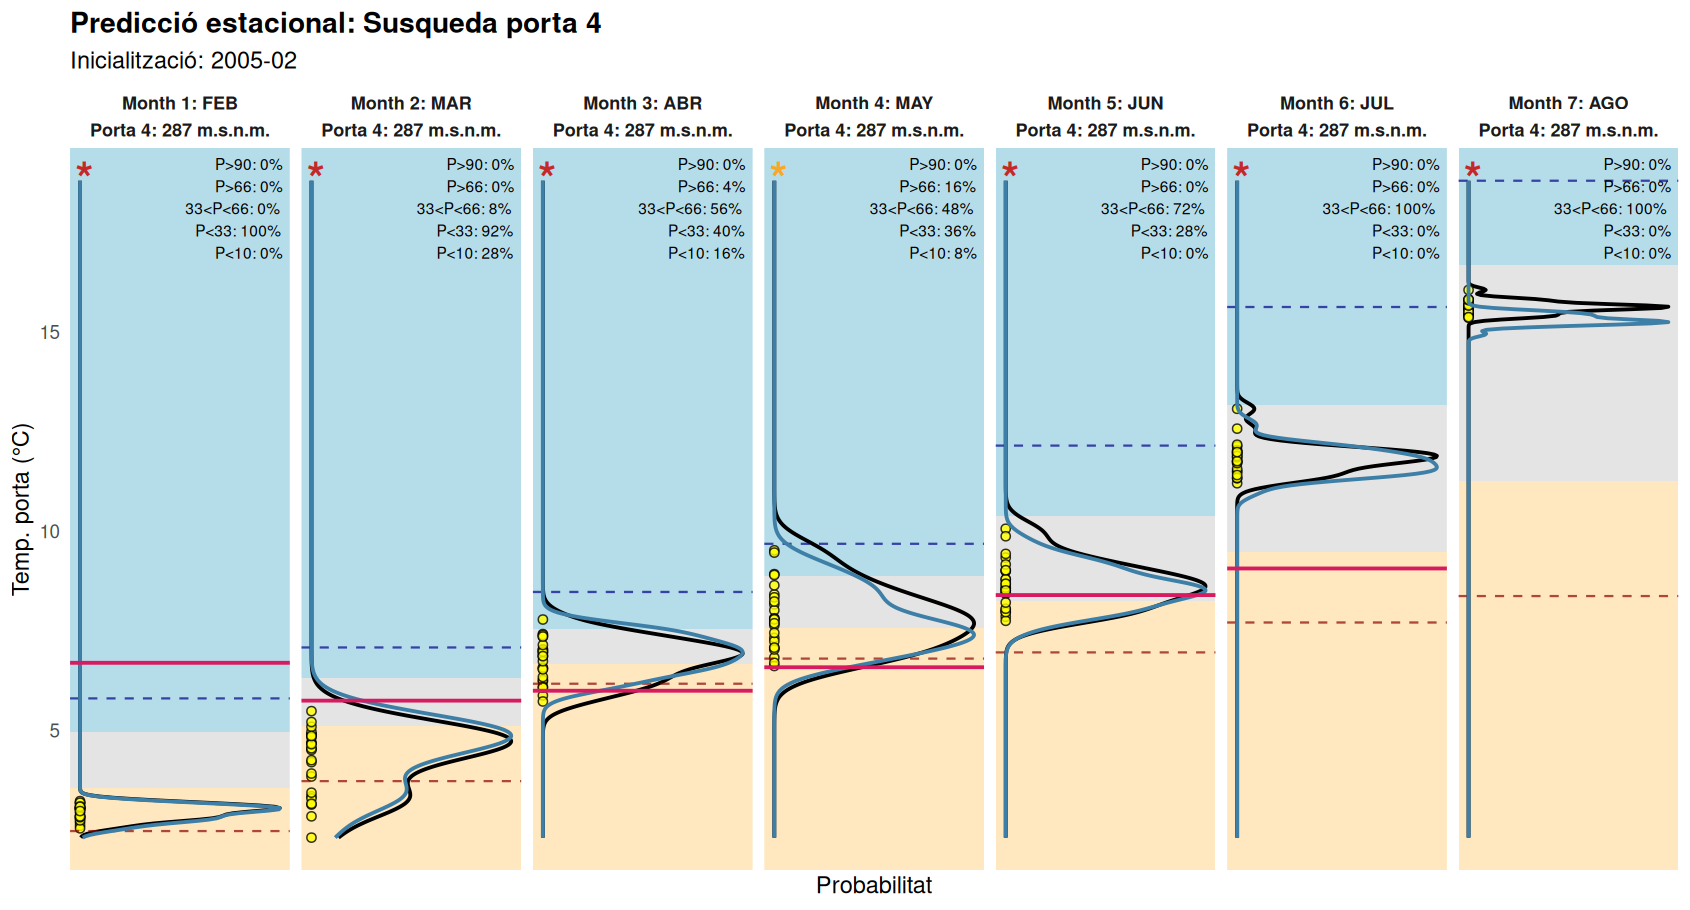 Predicció estacional: Susqueda porta 4
Inicialització: 2005-02
Month 1: FEB
Porta 4: 287 m.s.n.m.
Month 2: MAR
Porta 4: 287 m.s.n.m.
Month 3: ABR
Porta 4: 287 m.s.n.m.
Month 4: MAY
Porta 4: 287 m.s.n.m.
Month 5: JUN
Porta 4: 287 m.s.n.m.
Month 6: JUL
Porta 4: 287 m.s.n.m.
Month 7: AGO
Porta 4: 287 m.s.n.m.
*
P>90: 0%
P>66: 0%
33<P<66: 0%
P<33: 100%
P<10: 0%
*
P>90: 0%
P>66: 0%
33<P<66: 8%
P<33: 92%
P<10: 28%
*
P>90: 0%
P>66: 4%
33<P<66: 56%
P<33: 40%
P<10: 16%
*
P>90: 0%
P>66: 16%
33<P<66: 48%
P<33: 36%
P<10: 8%
*
P>90: 0%
P>66: 0%
33<P<66: 72%
P<33: 28%
P<10: 0%
*
P>90: 0%
P>66: 0%
33<P<66: 100%
P<33: 0%
P<10: 0%
*
P>90: 0%
P>66: 0%
33<P<66: 100%
P<33: 0%
P<10: 0%
15
10
5
Temp. porta (°C)
Probabilitat